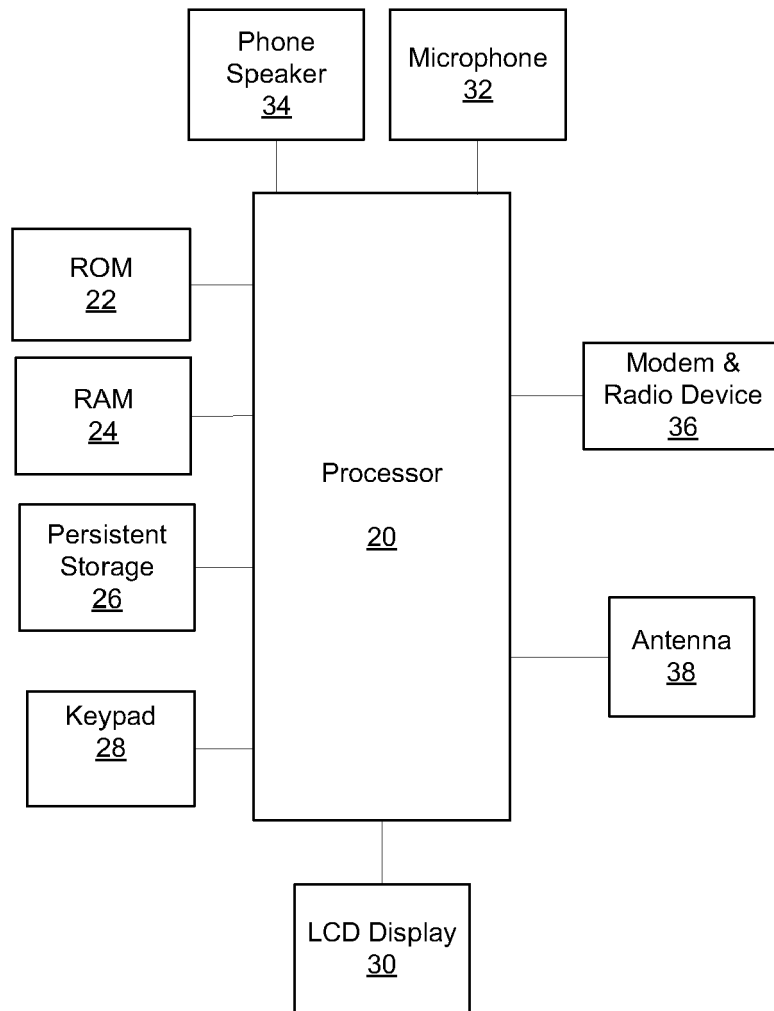 Phone
Speaker
34
Microphone
32
ROM
22
RAM
24
Persistent
Storage
26
Keypad
28
Processor
20
Modem &
Radio Device
36
Antenna
38
LCD Display
30